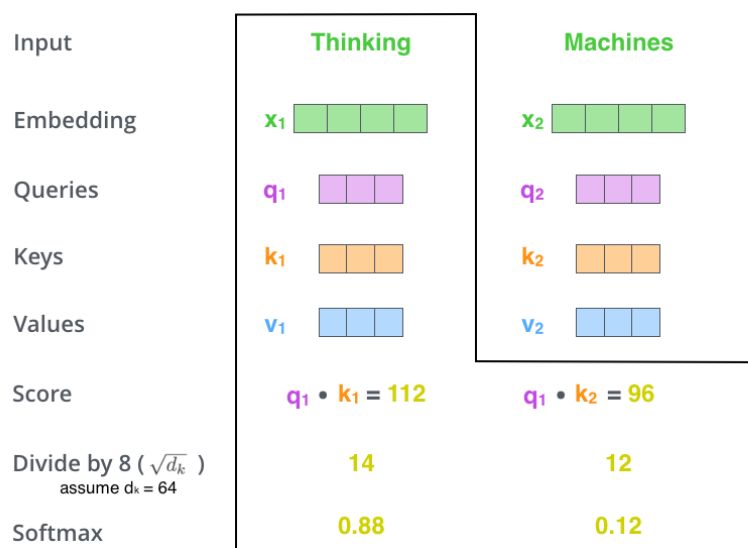 Input Thinking Machines
Embedding x₁ x₂
Queries q₁ q₂
Keys k₁ k₂
Values v₁ v₂
Score q₁ • k₁ = 112 q₁ • k₂ = 96
Divide by 8 ( √dₖ ) 14 12
assume dₖ = 64
Softmax 0.88 0.12